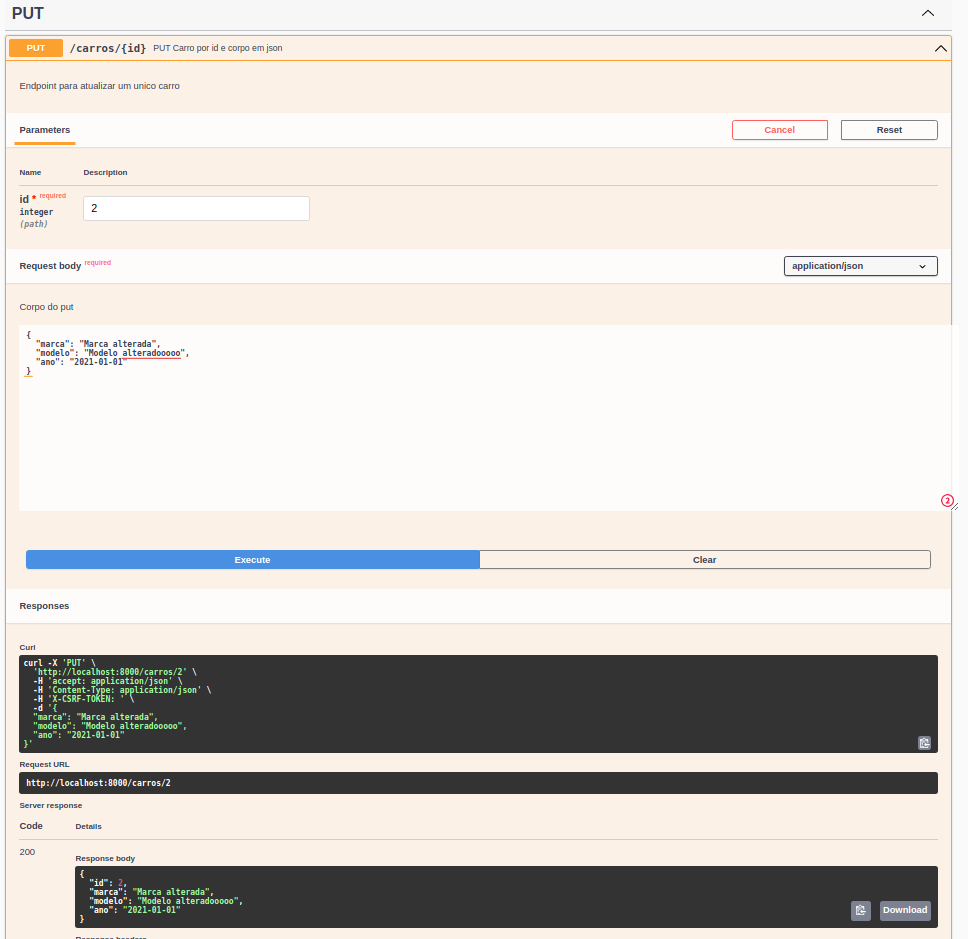 PUT
PUT /carros/{id} PUT Carro por id e corpo em json
Endpoint para atualizar um unico carro
Parameters
Cancel
Reset
Name Description
id * required
integer
(path)
2
Request body required
application/json
Corpo do put
{
  "marca": "Marca alterada",
  "modelo": "Modelo alteradooooo",
  "ano": "2021-01-01"
}
2
Execute
Clear
Responses
Curl
curl -X 'PUT' \
  'http://localhost:8000/carros/2' \
  -H 'accept: application/json' \
  -H 'Content-Type: application/json' \
  -H 'X-CSRF-TOKEN: ' \
  -d '{
  "marca": "Marca alterada",
  "modelo": "Modelo alteradooooo",
  "ano": "2021-01-01"
}'
Request URL
http://localhost:8000/carros/2
Server response
Code Details
200
Response body
{
  "id": 2,
  "marca": "Marca alterada",
  "modelo": "Modelo alteradooooo",
  "ano": "2021-01-01"
}
Download
Response headers